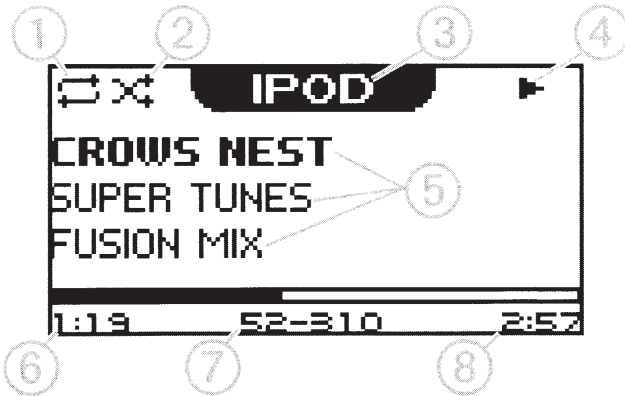 1 2 3 4
IPOD
CROWS NEST
SUPER TUNES
5
FUSION MIX
1:19 52-310 2:57
6 7 8